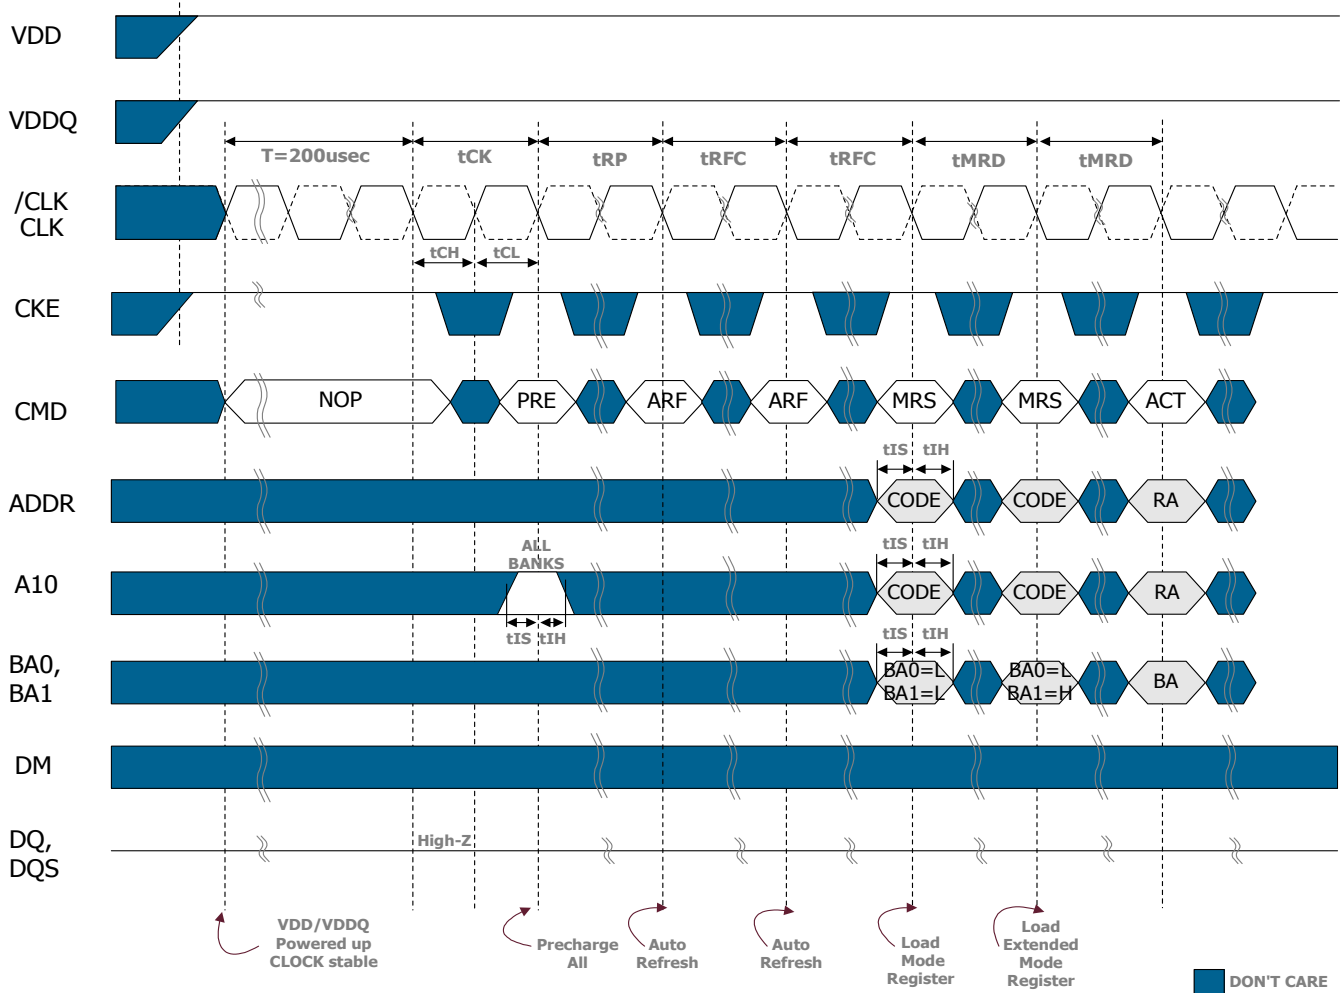 VDD
VDDQ
T=200usec tCK tRP tRFC tRFC tMRD tMRD
/CLK
CLK
tCH tCL
CKE
CMD NOP PRE ARF ARF MRS MRS ACT
tIS tIH
ADDR CODE CODE RA
ALL
BANKS
tIS tIH
A10 CODE CODE RA
tIS tIH
tIS tIH
BA0,
BA1
BA0=L
BA1=L
BA0=L
BA1=H
BA
DM
DQ,
DQS
High-Z
VDD/VDDQ
Powered up
CLOCK stable
Precharge
All
Auto
Refresh
Auto
Refresh
Load
Mode
Register
Load
Extended
Mode
Register
DON'T CARE